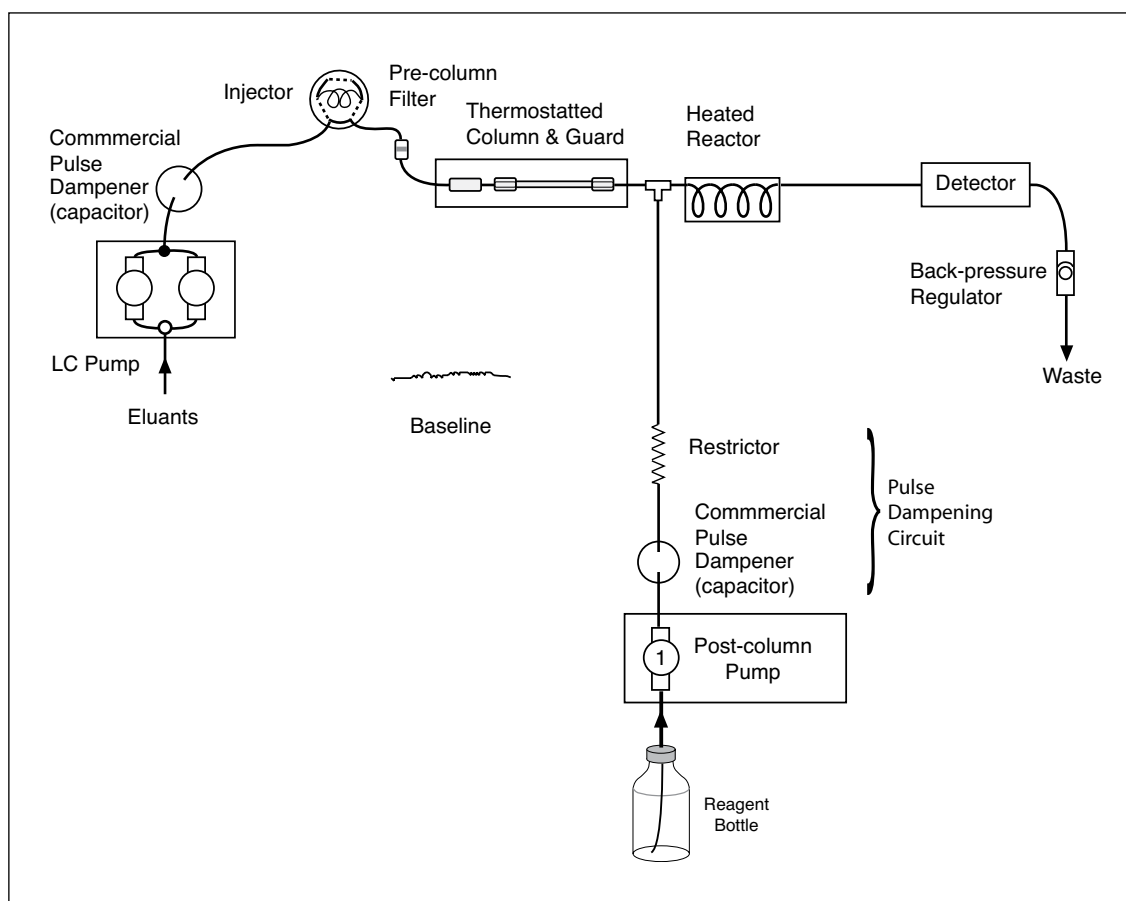 Injector
Pre-column
Filter
Commmercial
Pulse
Dampener
(capacitor)
Thermostatted
Column & Guard
Heated
Reactor
Detector
Back-pressure
Regulator
LC Pump
Waste
Eluants
Baseline
Restrictor
Commmercial
Pulse
Dampener
(capacitor)
Pulse
Dampening
Circuit
1
Post-column
Pump
Reagent
Bottle